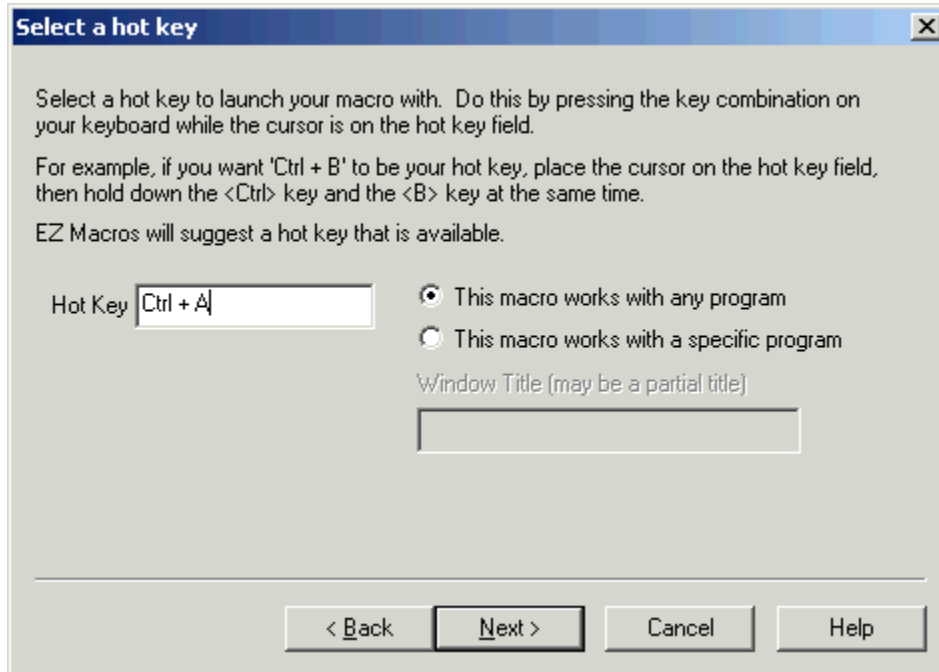 Select a hot key
Select a hot key to launch your macro with.  Do this by pressing the key combination on
your keyboard while the cursor is on the hot key field.
For example, if you want 'Ctrl + B' to be your hot key, place the cursor on the hot key field,
then hold down the <Ctrl> key and the <B> key at the same time.
EZ Macros will suggest a hot key that is available.
Hot Key Ctrl + A
This macro works with any program
This macro works with a specific program
Window Title (may be a partial title)
< Back Next > Cancel Help